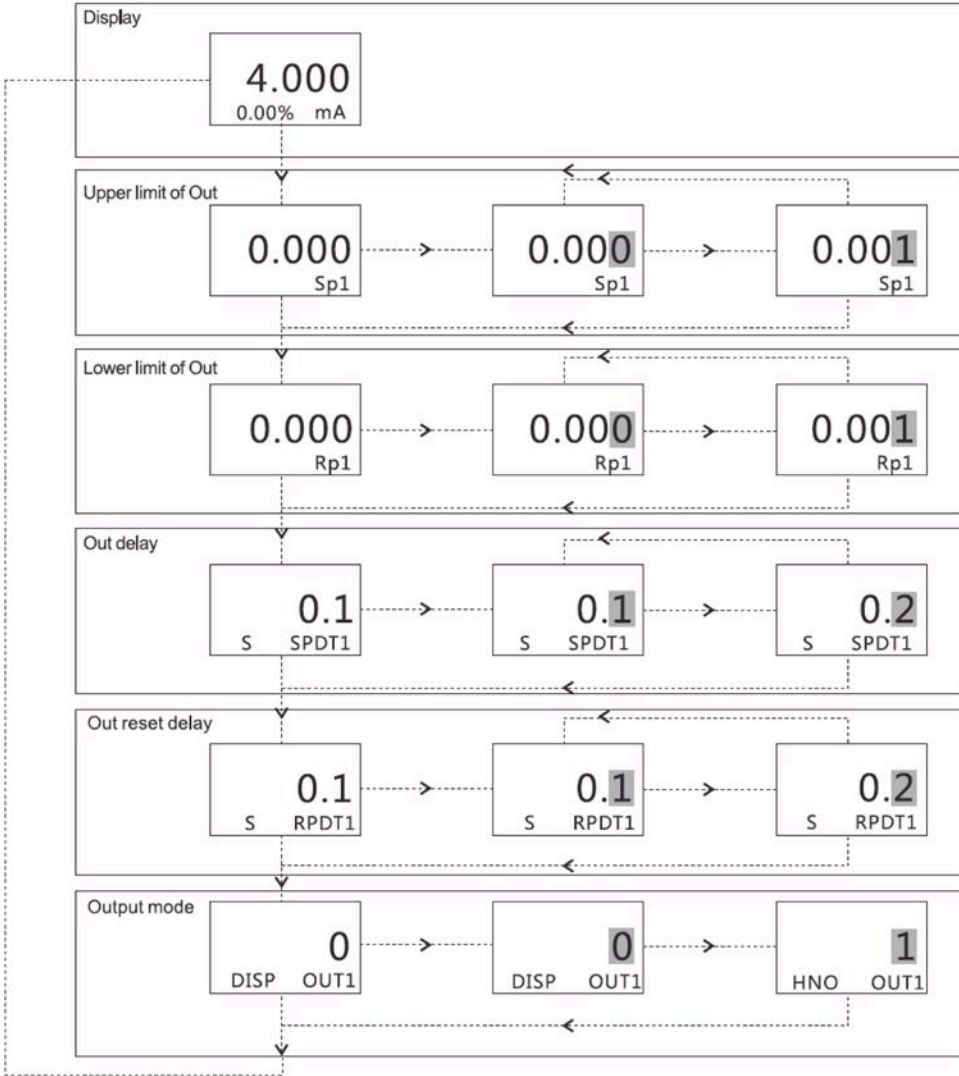 Display
4.000
0.00% mA
Upper limit of Out
0.000 0.000 0.001
Sp1 Sp1 Sp1
Lower limit of Out
0.000 0.000 0.001
Rp1 Rp1 Rp1
Out delay
0.1 0.1 0.2
S SPDT1 S SPDT1 S SPDT1
Out reset delay
0.1 0.1 0.2
S RPDT1 S RPDT1 S RPDT1
Output mode
0 0 1
DISP OUT1 DISP OUT1 HNO OUT1